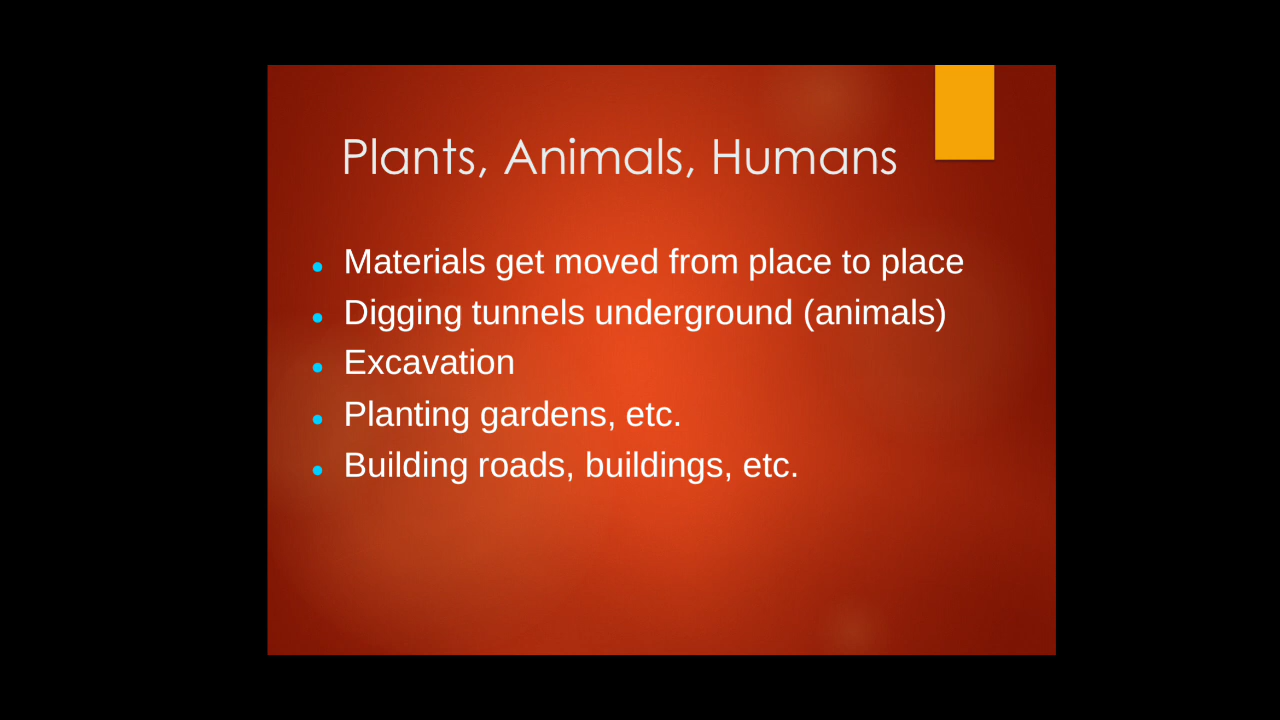 Plants, Animals, Humans
● Materials get moved from place to place
● Digging tunnels underground (animals)
● Excavation
● Planting gardens, etc.
● Building roads, buildings, etc.